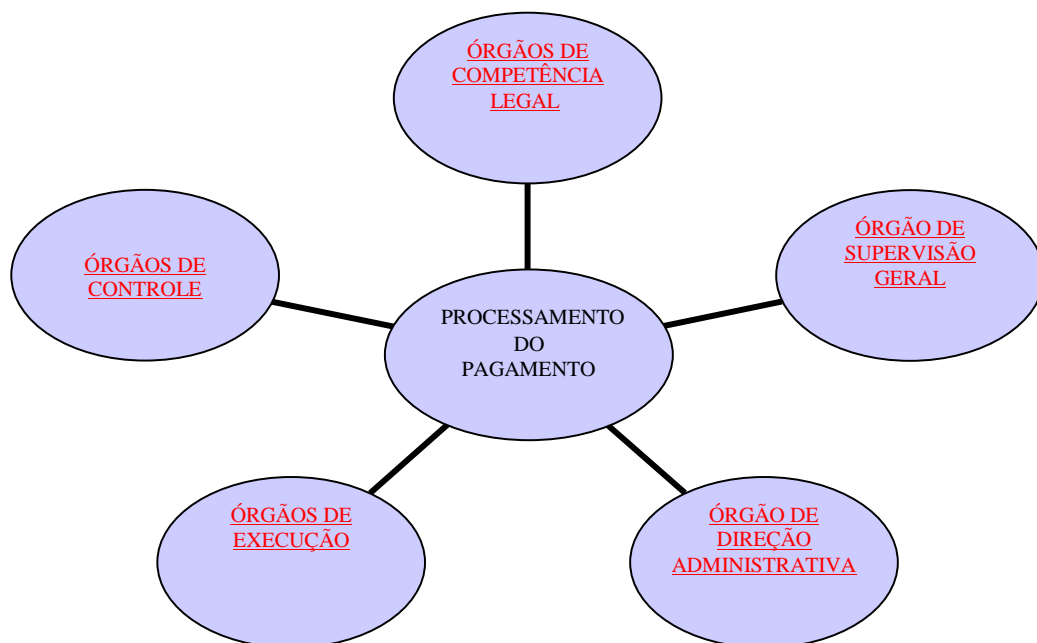 ÓRGÃOS DE
COMPETÊNCIA
LEGAL
ÓRGÃOS DE
CONTROLE
ÓRGÃO DE
SUPERVISÃO
GERAL
PROCESSAMENTO
DO
PAGAMENTO
ÓRGÃOS DE
EXECUÇÃO
ÓRGÃO DE
DIREÇÃO
ADMINISTRATIVA